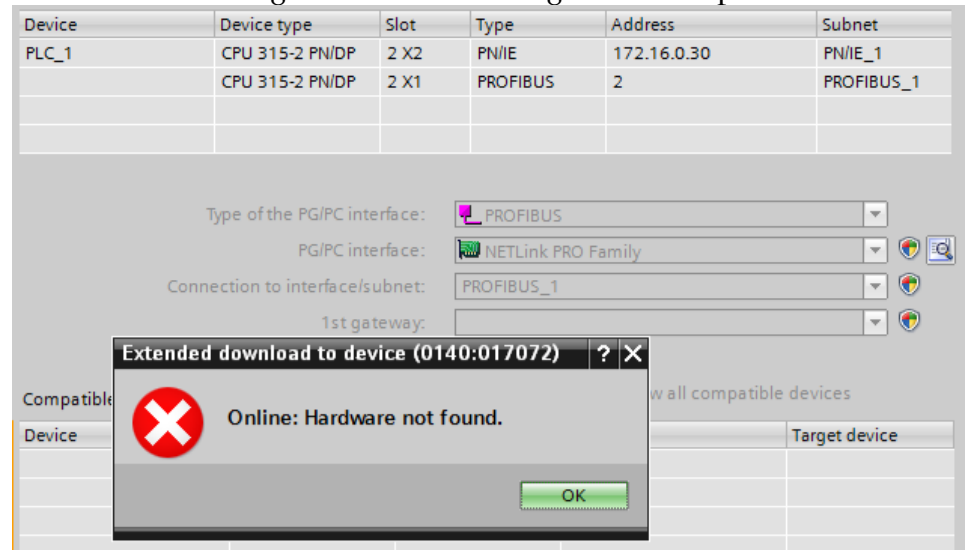 Device Device type Slot Type Address Subnet
PLC_1 CPU 315-2 PN/DP 2 X2 PN/IE 172.16.0.30 PN/IE_1
CPU 315-2 PN/DP 2 X1 PROFIBUS 2 PROFIBUS_1
Type of the PG/PC interface: PROFIBUS
PG/PC interface: NETLink PRO Family
Connection to interface/subnet: PROFIBUS_1
1st gateway:
Extended download to device (0140:017072) ? X
Compatible all compatible devices
Online: Hardware not found.
Device Target device
OK